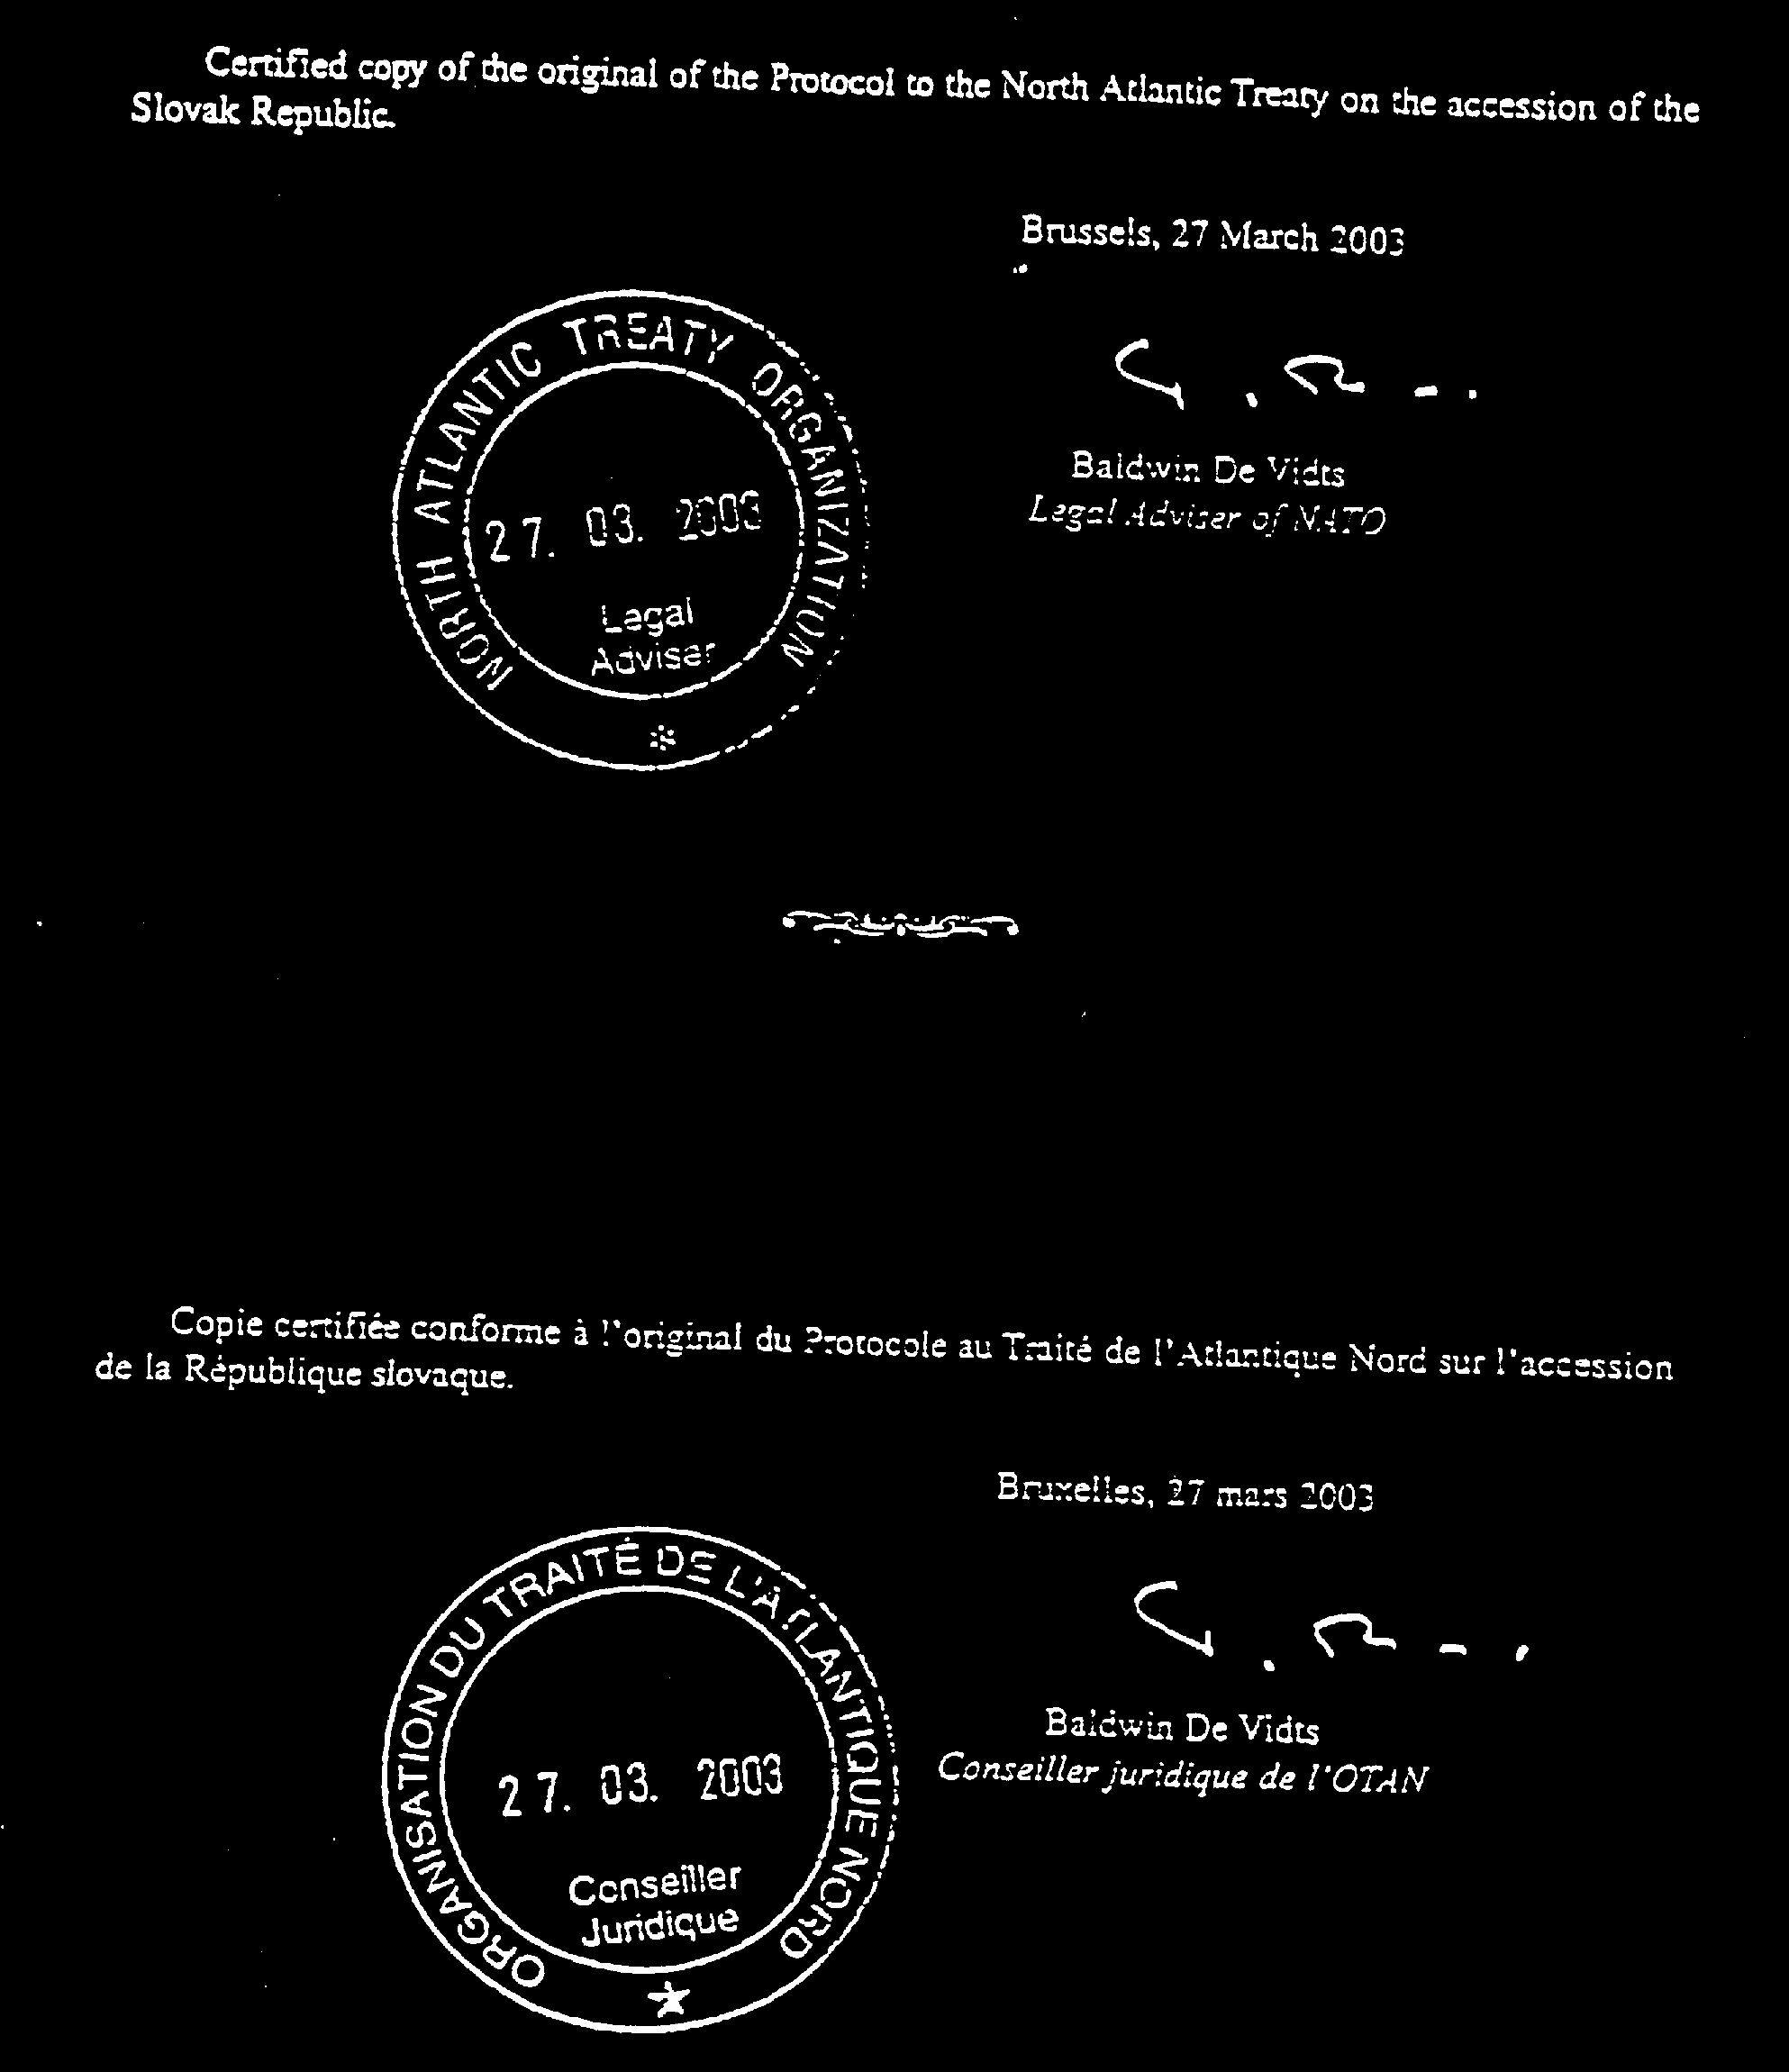 Certified copy of the original of the Protocol to the North Atlantic Treaty on the accession of the
Slovak Republic.
Brussels, 27 March 2003
NORTH ATLANTIC TREATY ORGANIZATION
27. 03. 2003
Legal
Adviser
Baldwin De Vidts
Legal Adviser of NATO
Copie certifiée conforme à l'original du Protocole au Traité de l'Atlantique Nord sur l'accession
de la République slovaque.
Bruxelles, 27 mars 2003
ORGANISATION DU TRAITÉ DE L'ATLANTIQUE NORD
27. 03. 2003
Conseiller
Juridique
Baldwin De Vidts
Conseiller juridique de l'OTAN